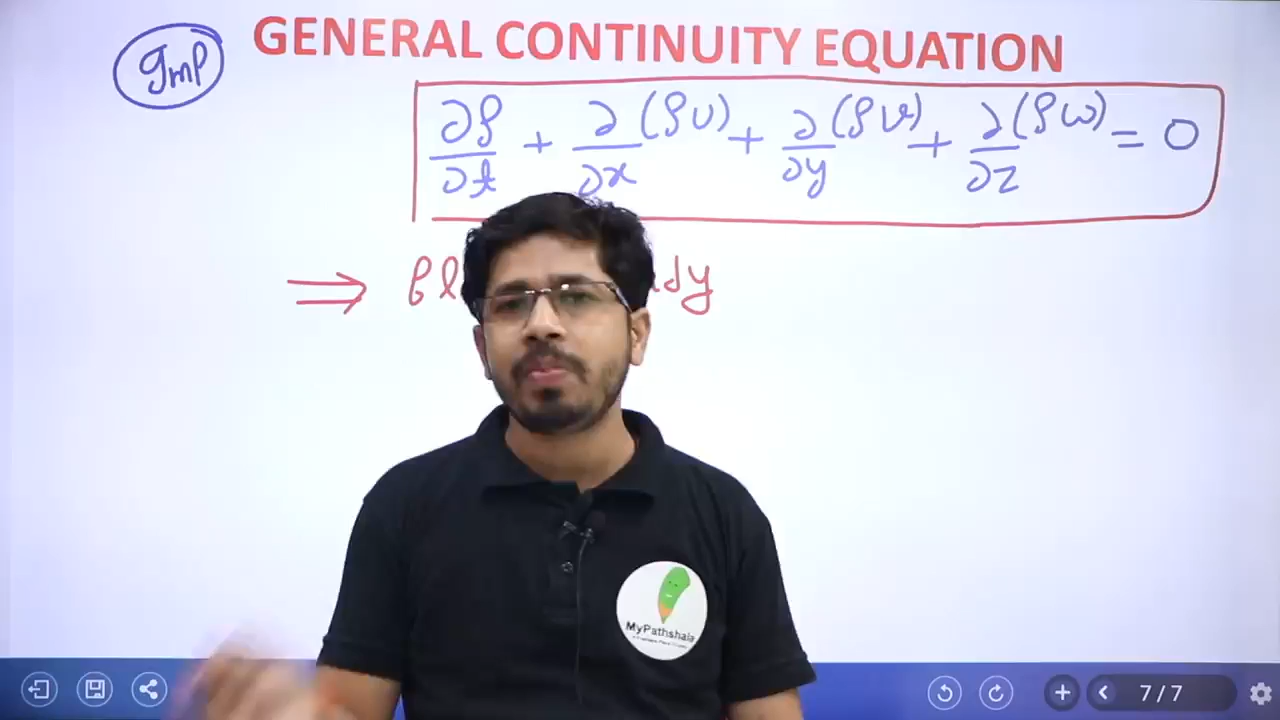 GENERAL CONTINUITY EQUATION
Imp
∂ρ/∂t + ∂/∂x (ρu) + ∂/∂y (ρv) + ∂/∂z (ρw) = 0
⇒
MyPathshala
7 / 7